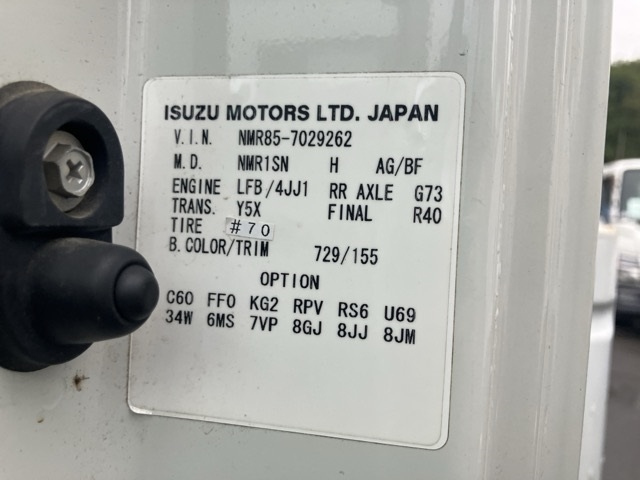 ISUZU MOTORS LTD. JAPAN
V.I.N. NMR85-7029262
M.D. NMR1SN H AG/BF
ENGINE LFB/4JJ1 RR AXLE G73
TRANS. Y5X FINAL R40
TIRE #70
B.COLOR/TRIM 729/155
OPTION
C60 FF0 KG2 RPV RS6 U69
34W 6MS 7VP 8GJ 8JJ 8JM